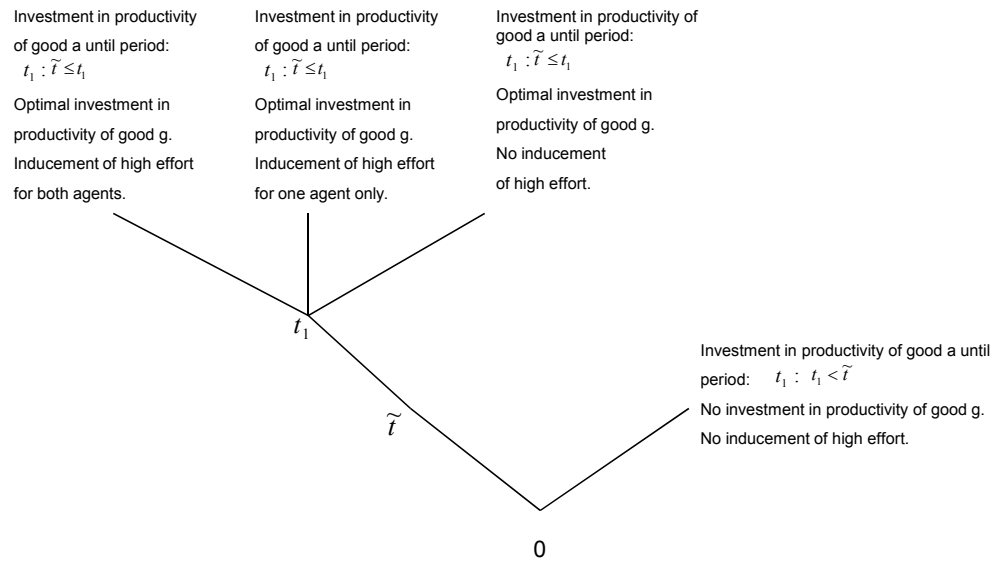 Investment in productivity
of good a until period:
t₁ : t̃ ≤ t₁
Optimal investment in
productivity of good g.
Inducement of high effort
for both agents.
Investment in productivity
of good a until period:
t₁ : t̃ ≤ t₁
Optimal investment in
productivity of good g.
Inducement of high effort
for one agent only.
Investment in productivity of
good a until period:
t₁ : t̃ ≤ t₁
Optimal investment in
productivity of good g.
No inducement
of high effort.
t₁
Investment in productivity of good a until
period: t₁ : t₁ < t̃
No investment in productivity of good g.
No inducement of high effort.
t̃
0